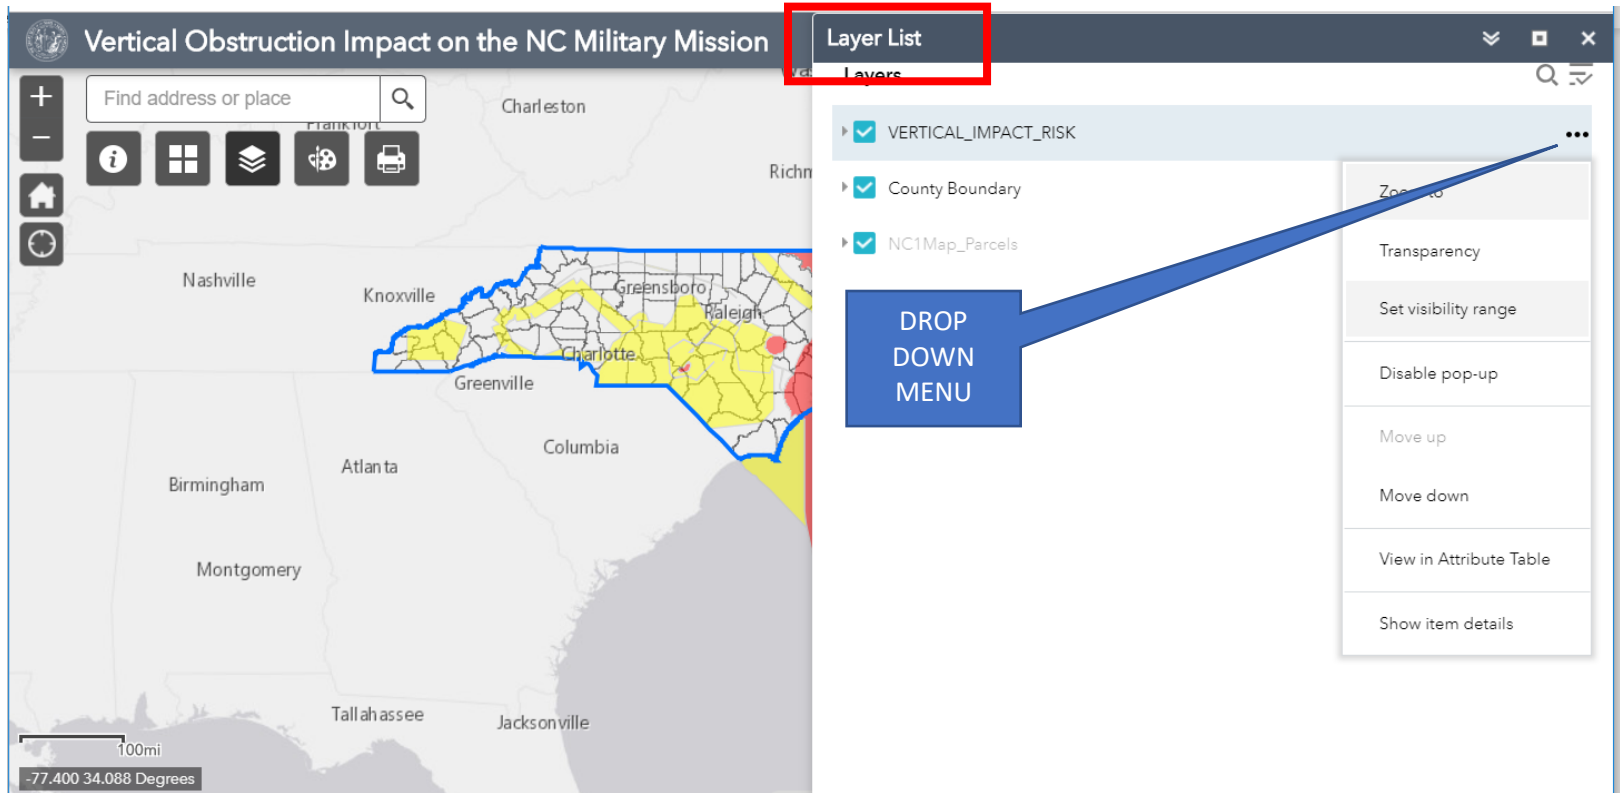 Vertical Obstruction Impact on the NC Military Mission
Layer List
Layers
Find address or place
Frankfort
Charleston
Richm
VERTICAL_IMPACT_RISK
County Boundary
NC1Map_Parcels
Zoom to
Transparency
Set visibility range
Disable pop-up
Move up
Move down
View in Attribute Table
Show item details
DROP
DOWN
MENU
Nashville
Knoxville
Greensboro
Raleigh
Charlotte
Greenville
Columbia
Atlanta
Birmingham
Montgomery
Tallahassee
Jacksonville
100mi
-77.400 34.088 Degrees